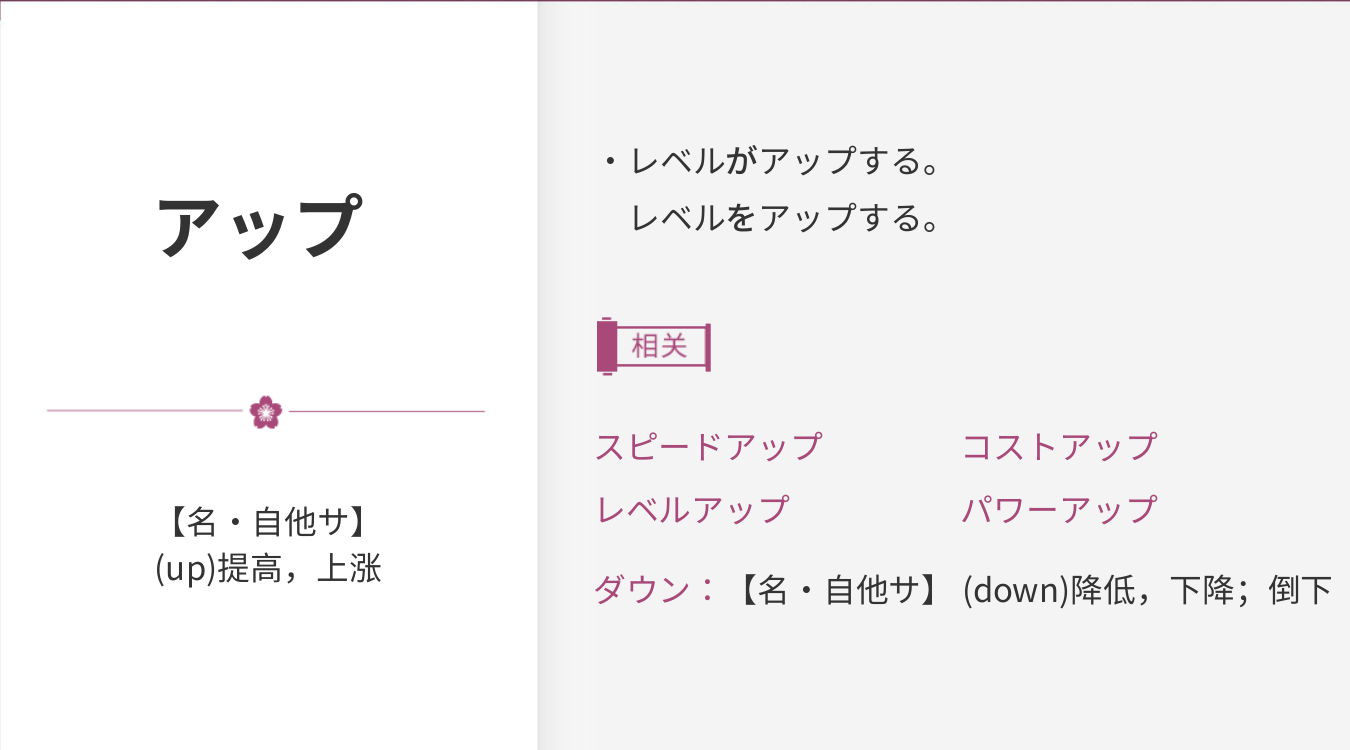 アップ
【名・自他サ】
(up)提高，上涨
・レベルがアップする。
レベルをアップする。
相关
スピードアップ コストアップ
レベルアップ パワーアップ
ダウン：【名・自他サ】 (down)降低，下降；倒下